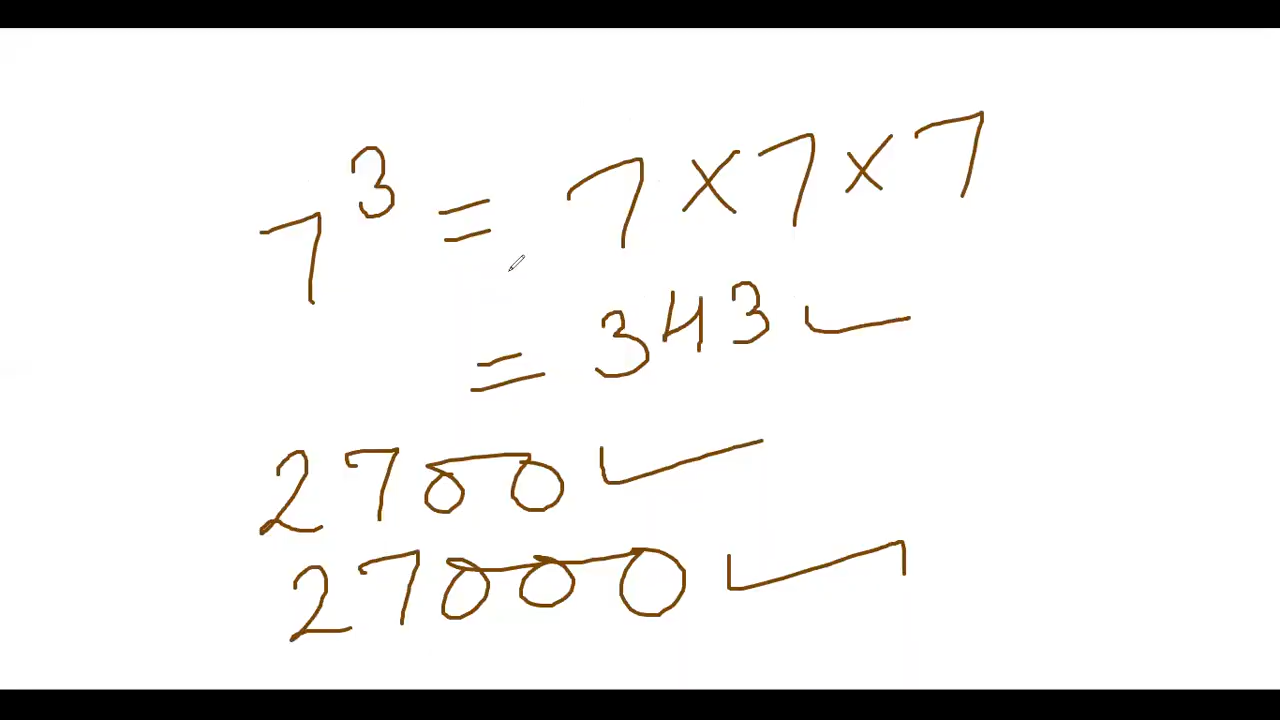 7³ = 7 × 7 × 7
= 343 ✓
2700 ✓
27000 ✓